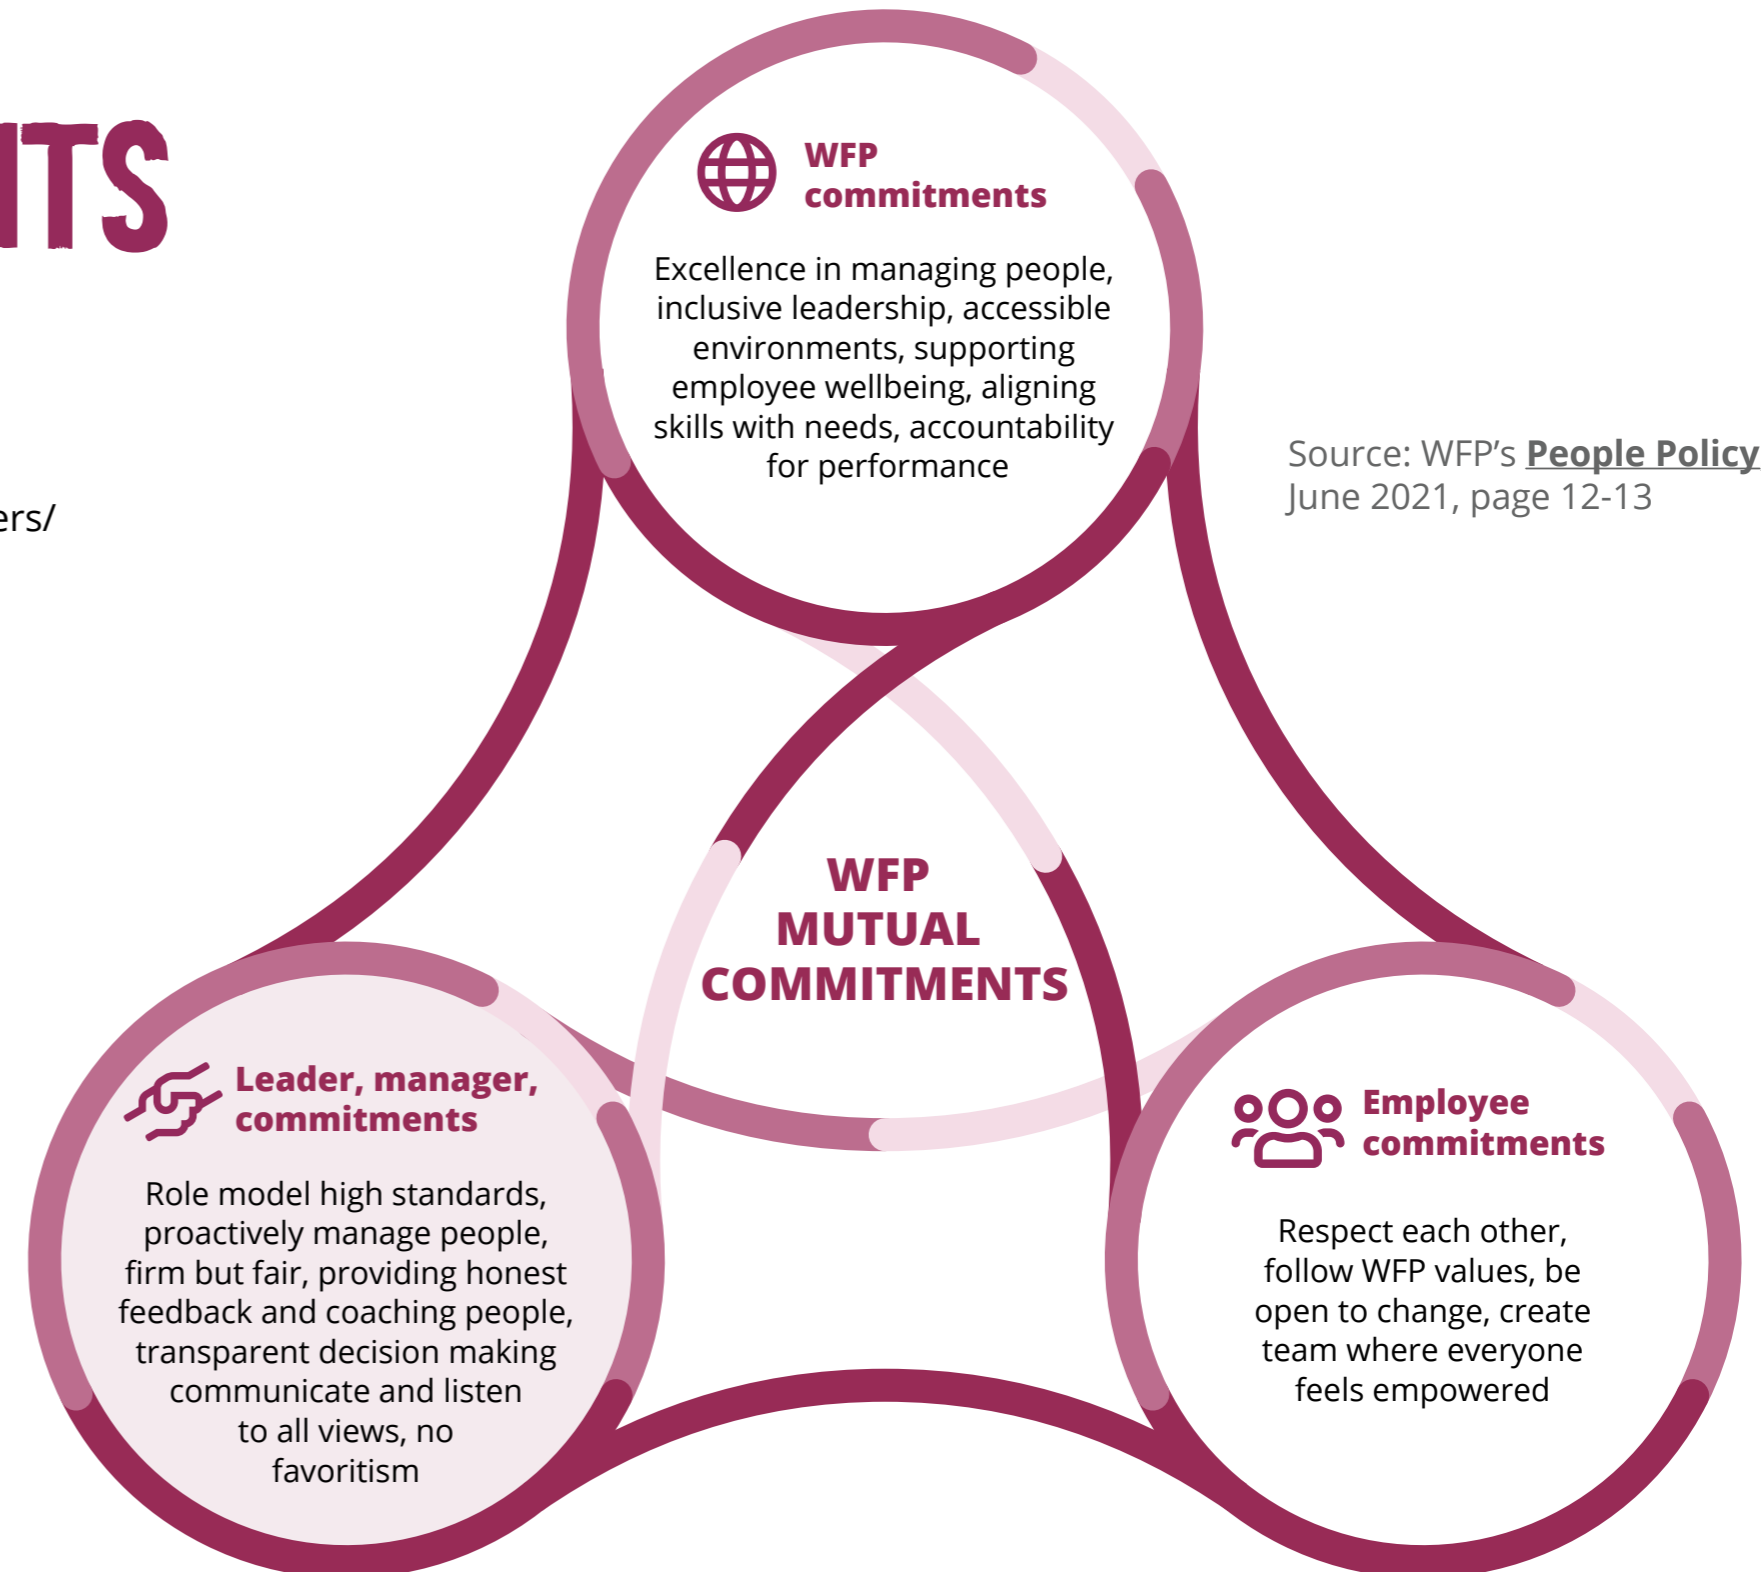 ITS
ers/
WFP
commitments
Excellence in managing people,
inclusive leadership, accessible
environments, supporting
employee wellbeing, aligning
skills with needs, accountability
for performance
Source: WFP’s People Policy
June 2021, page 12-13
WFP
MUTUAL
COMMITMENTS
Leader, manager,
commitments
Role model high standards,
proactively manage people,
firm but fair, providing honest
feedback and coaching people,
transparent decision making
communicate and listen
to all views, no
favoritism
Employee
commitments
Respect each other,
follow WFP values, be
open to change, create
team where everyone
feels empowered